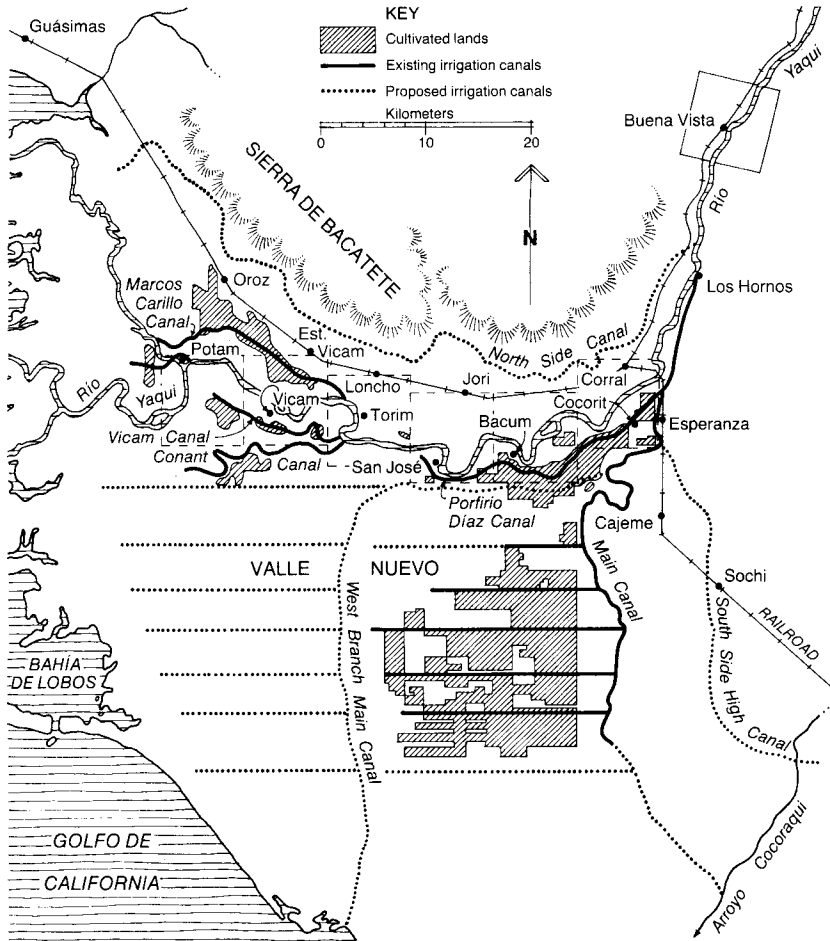 KEY
Cultivated lands
Existing irrigation canals
Proposed irrigation canals
Kilometers
0 10 20
Guásimas
Yaqui
Buena Vista
Río
SIERRA DE BACATETE
N
Los Hornos
Oroz
Marcos
Carillo
Canal
North Side Canal
Est.
Vicam
Potam
Loncho
Jori
Corral
Cocorit
Río
Yaqui
Vicam
Torim
Bacum
Esperanza
Vicam Canal
Conant Canal
San José
Porfirio
Díaz Canal
Cajeme
Main Canal
Sochi
VALLE NUEVO
West Branch Main Canal
South Side High Canal
RAILROAD
BAHÍA
DE LOBOS
GOLFO DE
CALIFORNIA
Arroyo Cocoraqui